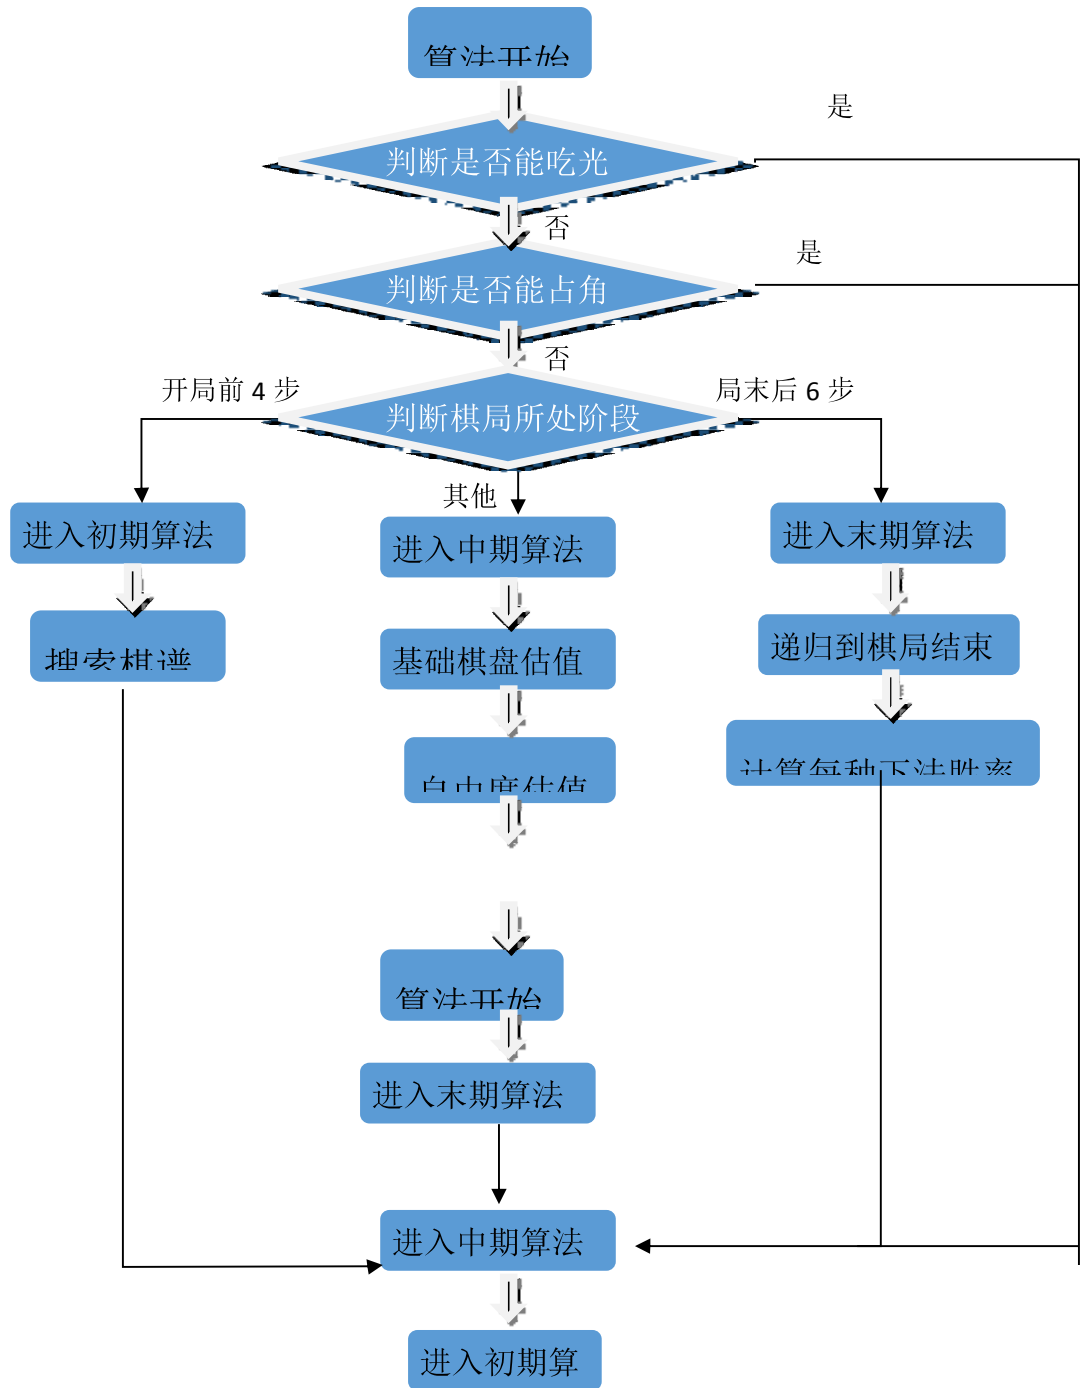 算法开始
是
判断是否能吃光
否
是
判断是否能占角
否
开局前 4 步
局末后 6 步
判断棋局所处阶段
其他
进入初期算法
进入中期算法
进入末期算法
搜索棋谱
基础棋盘估值
递归到棋局结束
自由度估值
计算每种下法胜率
算法开始
进入末期算法
进入中期算法
进入初期算